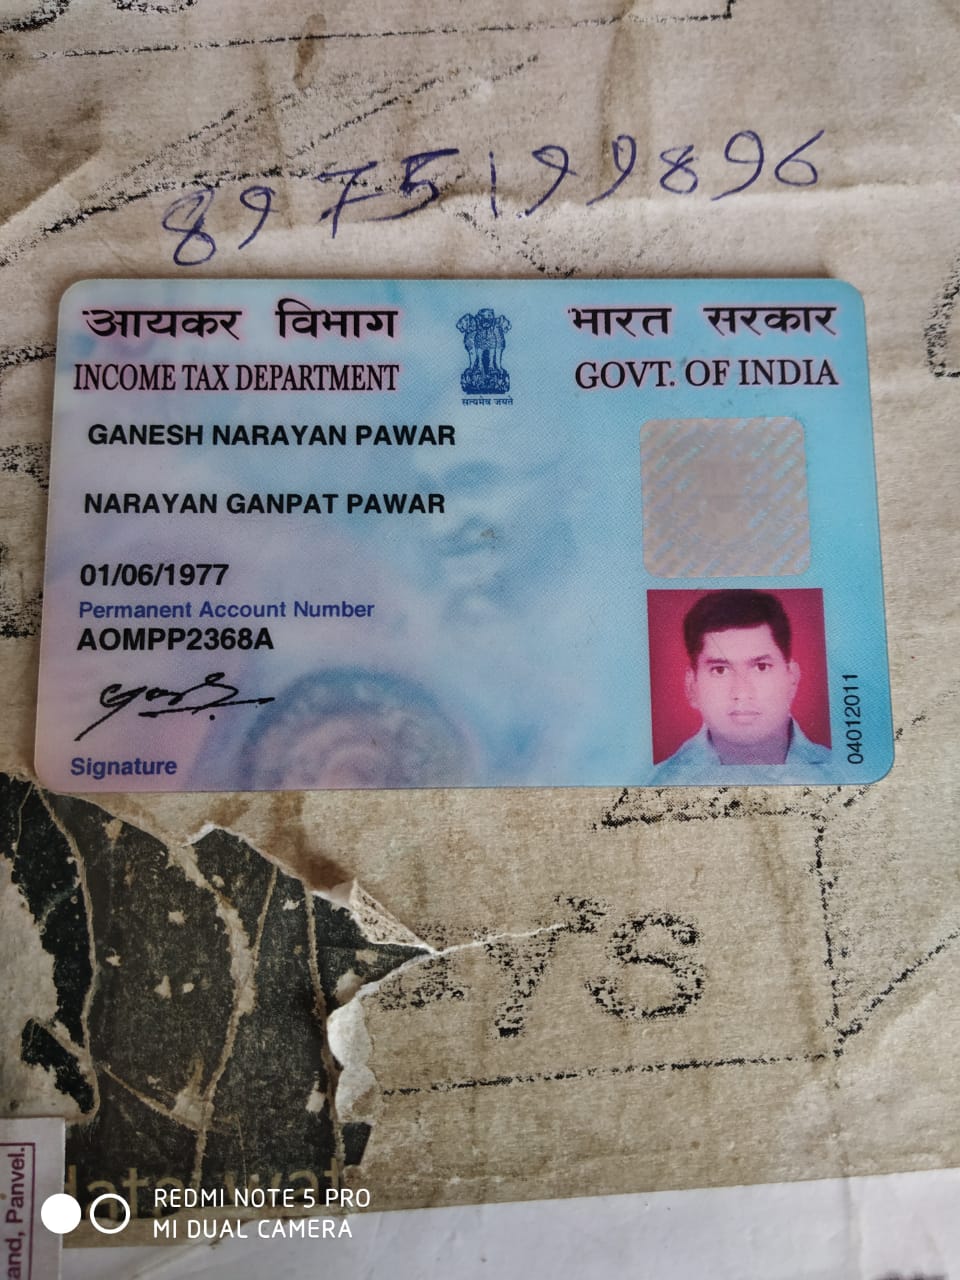 8975199896
आयकर विभाग
INCOME TAX DEPARTMENT
सत्यमेव जयते
भारत सरकार
GOVT. OF INDIA
GANESH NARAYAN PAWAR
NARAYAN GANPAT PAWAR
01/06/1977
Permanent Account Number
AOMPP2368A
Signature
04012011
YS
and, Panvel.
REDMI NOTE 5 PRO
MI DUAL CAMERA